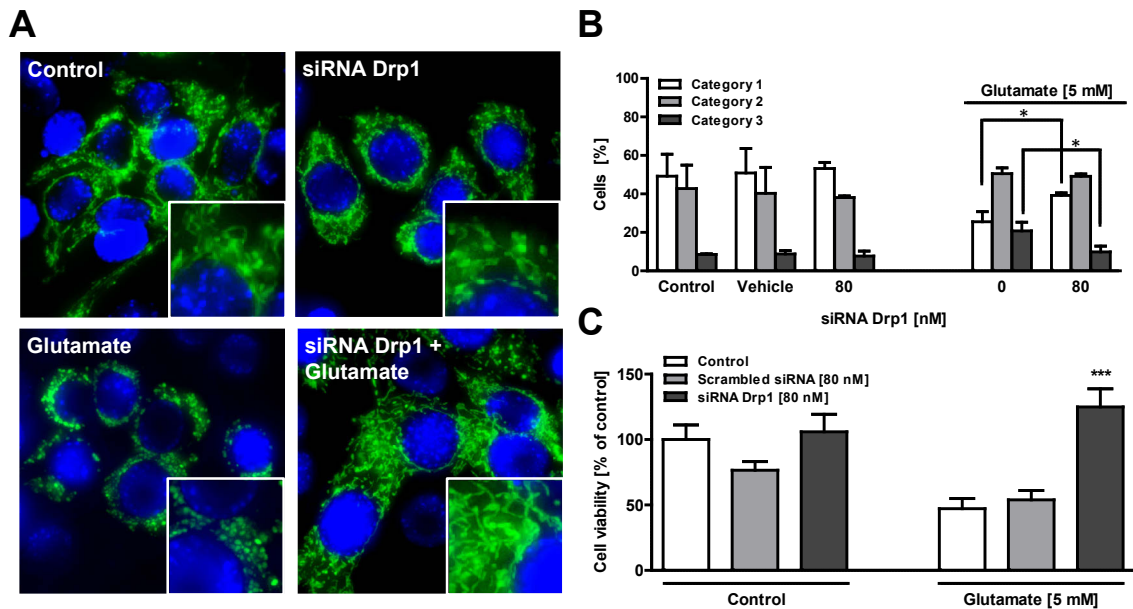 A
Control
siRNA Drp1
Glutamate
siRNA Drp1 +
Glutamate
B
100
80
60
40
20
0
Cells [%]
Category 1
Category 2
Category 3
Glutamate [5 mM]
*
*
Control
Vehicle
80
0
80
siRNA Drp1 [nM]
C
150
100
50
0
Cell viability [% of control]
Control
Scrambled siRNA [80 nM]
siRNA Drp1 [80 nM]
***
Control
Glutamate [5 mM]